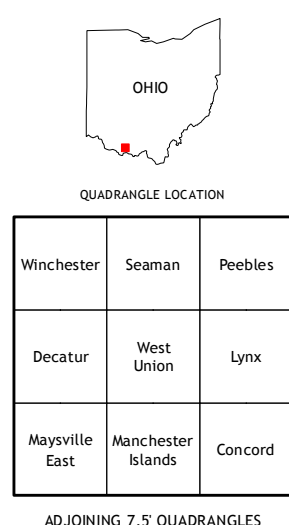 OHIO
QUADRANGLE LOCATION
Winchester Seaman Peebles
Decatur West Union Lynx
Maysville East Manchester Islands Concord
ADJOINING 7.5' QUADRANGLES